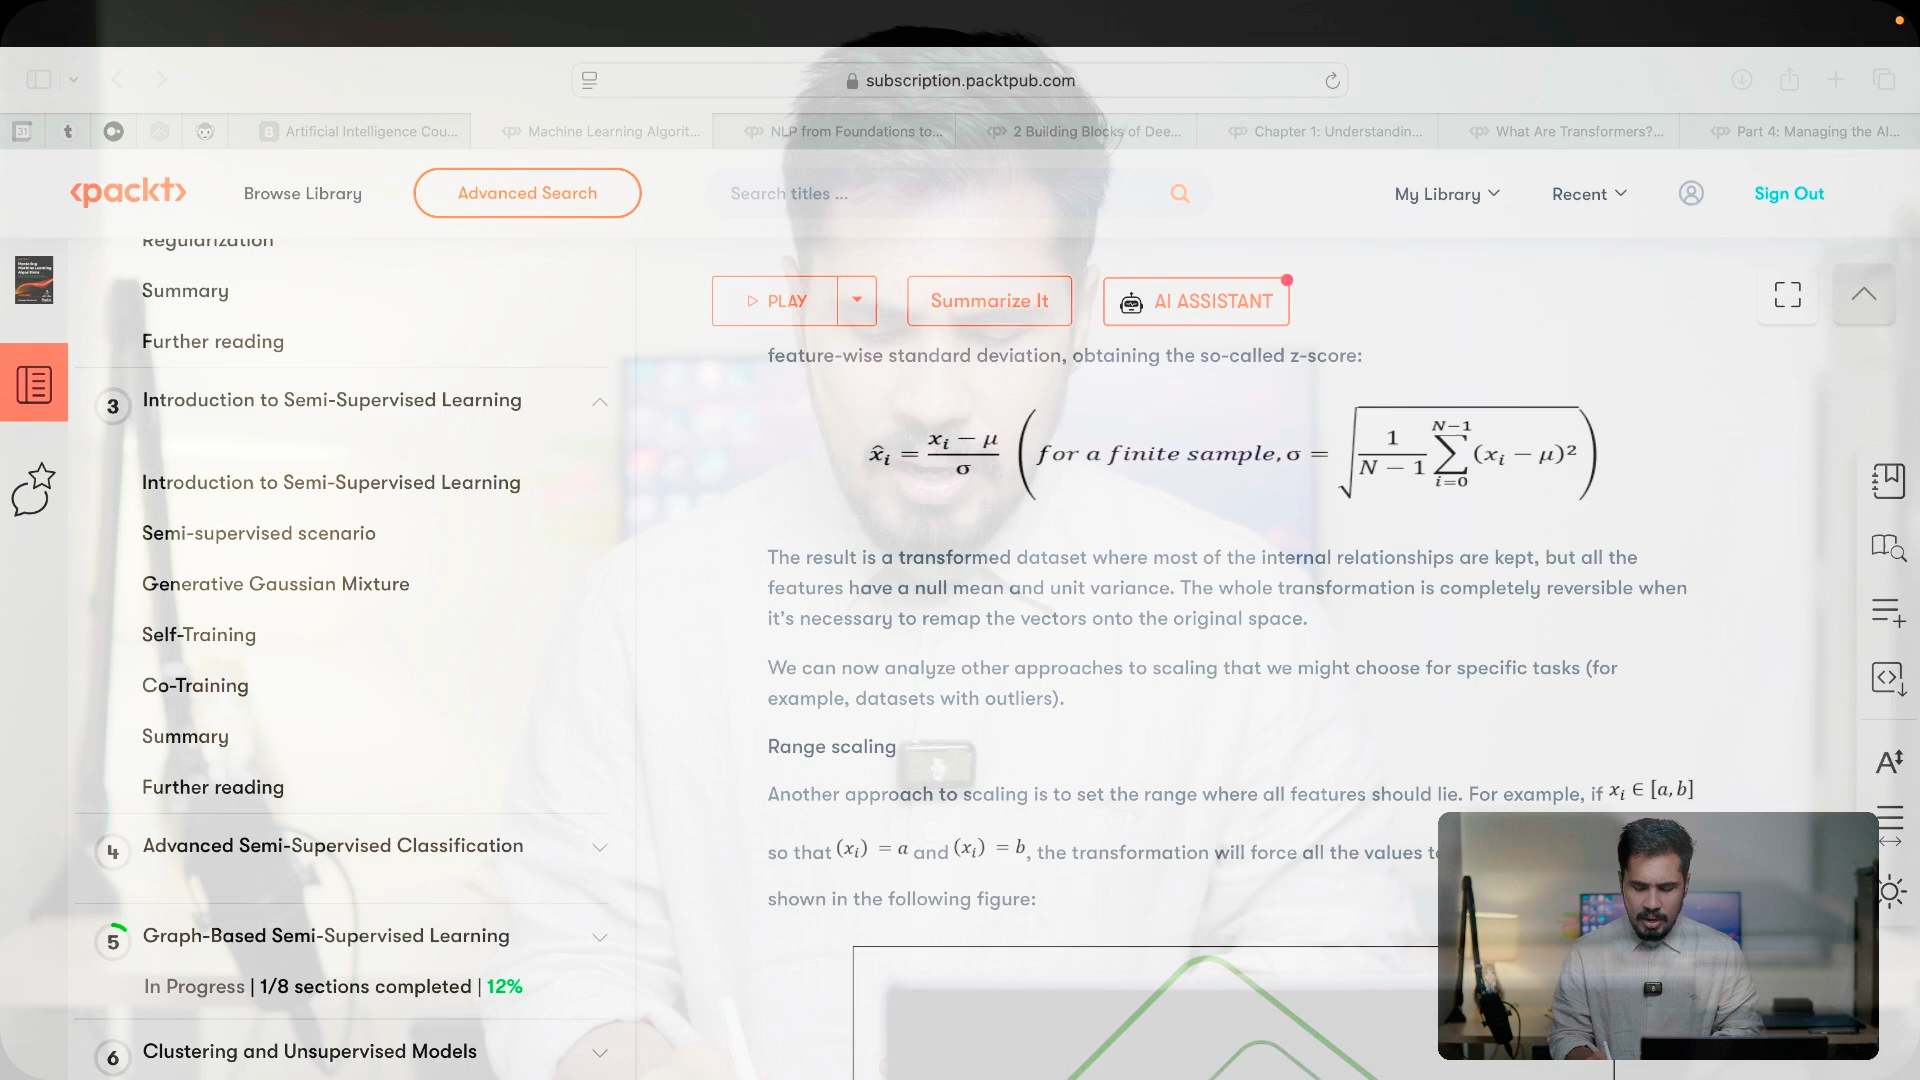 subscription.packtpub.com
31
t
B Artificial Intelligence Cou...
Machine Learning Algorit...
NLP from Foundations to...
2 Building Blocks of Dee...
Chapter 1: Understandin...
What Are Transformers?...
Part 4: Managing the AI...
<packt>
Browse Library
Advanced Search
Search titles ...
My Library
Recent
Sign Out
Regularization
Summary
Further reading
3 Introduction to Semi-Supervised Learning
Introduction to Semi-Supervised Learning
Semi-supervised scenario
Generative Gaussian Mixture
Self-Training
Co-Training
Summary
Further reading
4 Advanced Semi-Supervised Classification
5 Graph-Based Semi-Supervised Learning
In Progress | 1/8 sections completed | 12%
6 Clustering and Unsupervised Models
PLAY
Summarize It
AI ASSISTANT
feature-wise standard deviation, obtaining the so-called z-score:
x̂ᵢ = (xᵢ − μ)/σ (for a finite sample, σ = √(1/(N − 1) ∑_{i=0}^{N−1} (xᵢ − μ)²))
The result is a transformed dataset where most of the internal relationships are kept, but all the
features have a null mean and unit variance. The whole transformation is completely reversible when
it's necessary to remap the vectors onto the original space.
We can now analyze other approaches to scaling that we might choose for specific tasks (for
example, datasets with outliers).
Range scaling
Another approach to scaling is to set the range where all features should lie. For example, if xᵢ ∈ [a, b]
so that (xᵢ) = a and (xᵢ) = b, the transformation will force all the values
shown in the following figure: